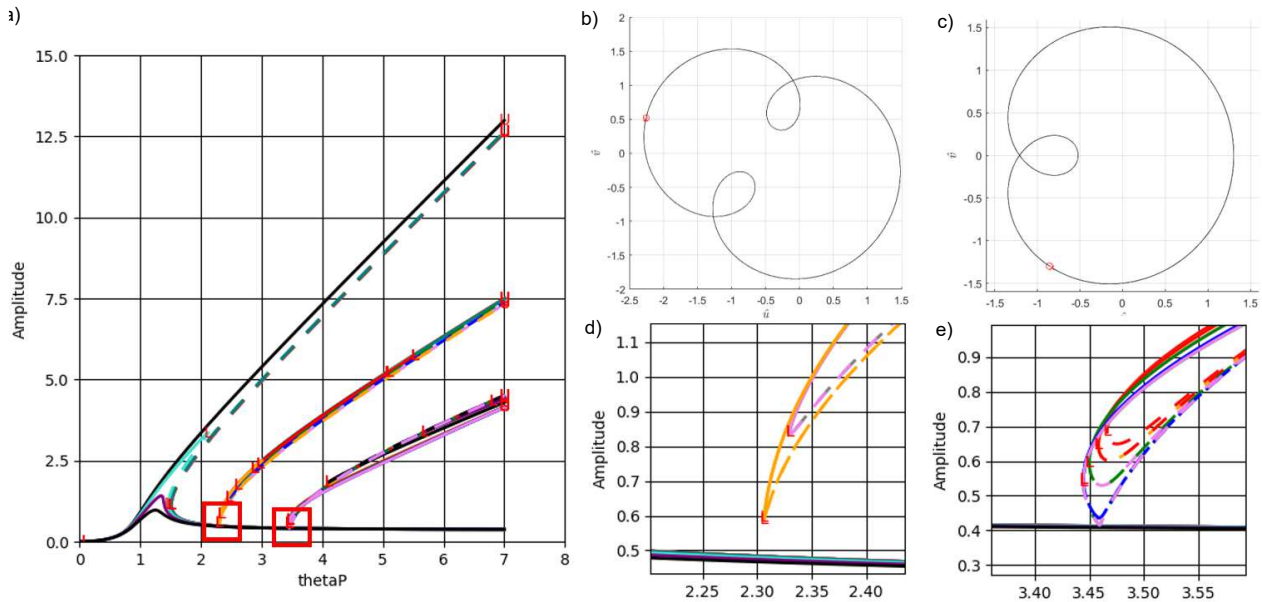 a)
15.0
12.5
10.0
7.5
5.0
2.5
0.0
Amplitude
0 1 2 3 4 5 6 7 8
thetaP
b)
2
1.5
1
0.5
0
-0.5
-1
-1.5
-2
v̂
-2.5 -2 -1.5 -1 -0.5 0 0.5 1 1.5
û
c)
1.5
1
0.5
0
-0.5
-1
-1.5
v̂
-1.5 -1 -0.5 0 0.5 1 1.5
d)
1.1
1.0
0.9
0.8
0.7
0.6
0.5
Amplitude
2.25 2.30 2.35 2.40
e)
0.9
0.8
0.7
0.6
0.5
0.4
0.3
Amplitude
3.40 3.45 3.50 3.55